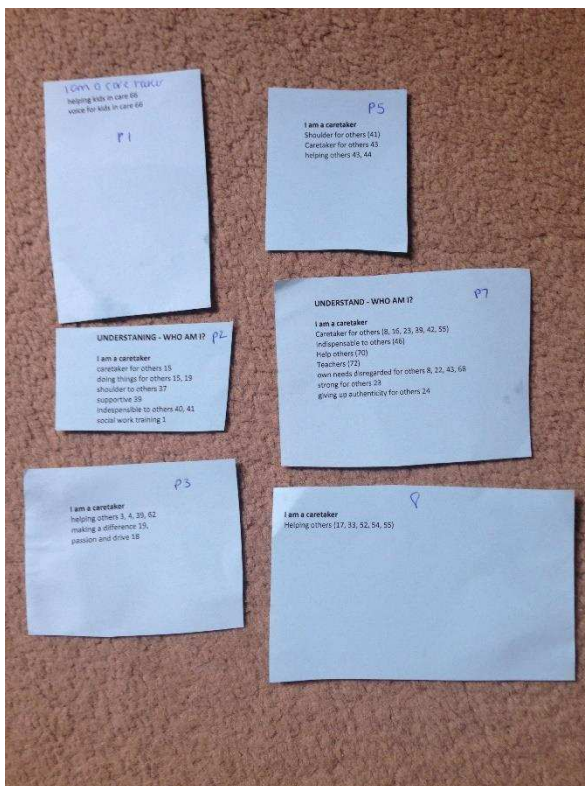 I am a care taker
helping kids in care 66
voice for kids in care 66
P1
P5
I am a caretaker
Shoulder for others (41)
Caretaker for others 43
helping others 43, 44
UNDERSTANING - WHO AM I? P2
I am a caretaker
caretaker for others 15
doing things for others 15, 19
shoulder to others 37
supportive 39
indespensible to others 40, 41
social work training 1
UNDERSTAND - WHO AM I? P7
I am a caretaker
Caretaker for others (8, 16, 23, 39, 42, 55)
indispensable to others (46)
Help others (70)
Teachers (72)
own needs disregarded for others 8, 22, 43, 68
strong for others 23
giving up authenticity for others 24
P3
I am a caretaker
helping others 3, 4, 39, 62
making a difference 19,
passion and drive 18
P
I am a caretaker
Helping others (17, 33, 52, 54, 55)